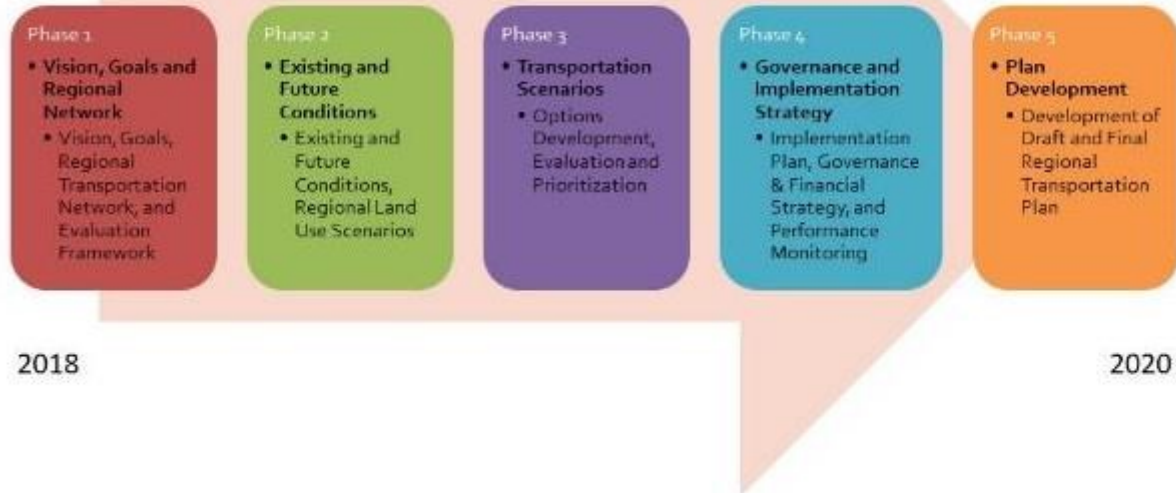 Phase 1
• Vision, Goals and
Regional
Network
• Vision, Goals,
Regional
Transportation
Network, and
Evaluation
Framework
Phase 2
• Existing and
Future
Conditions
• Existing and
Future
Conditions,
Regional Land
Use Scenarios
Phase 3
• Transportation
Scenarios
• Options
Development,
Evaluation and
Prioritization
Phase 4
• Governance and
Implementation
Strategy
• Implementation
Plan, Governance
& Financial
Strategy, and
Performance
Monitoring
Phase 5
• Plan
Development
• Development of
Draft and Final
Regional
Transportation
Plan
2018
2020